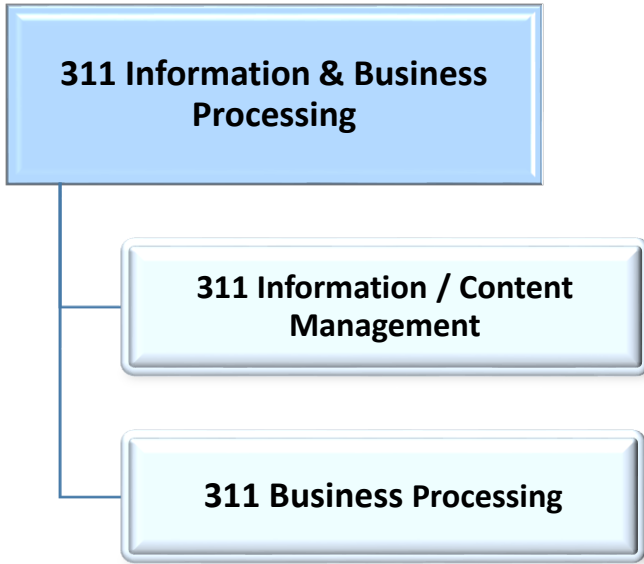 311 Information & Business
Processing
311 Information / Content
Management
311 Business Processing